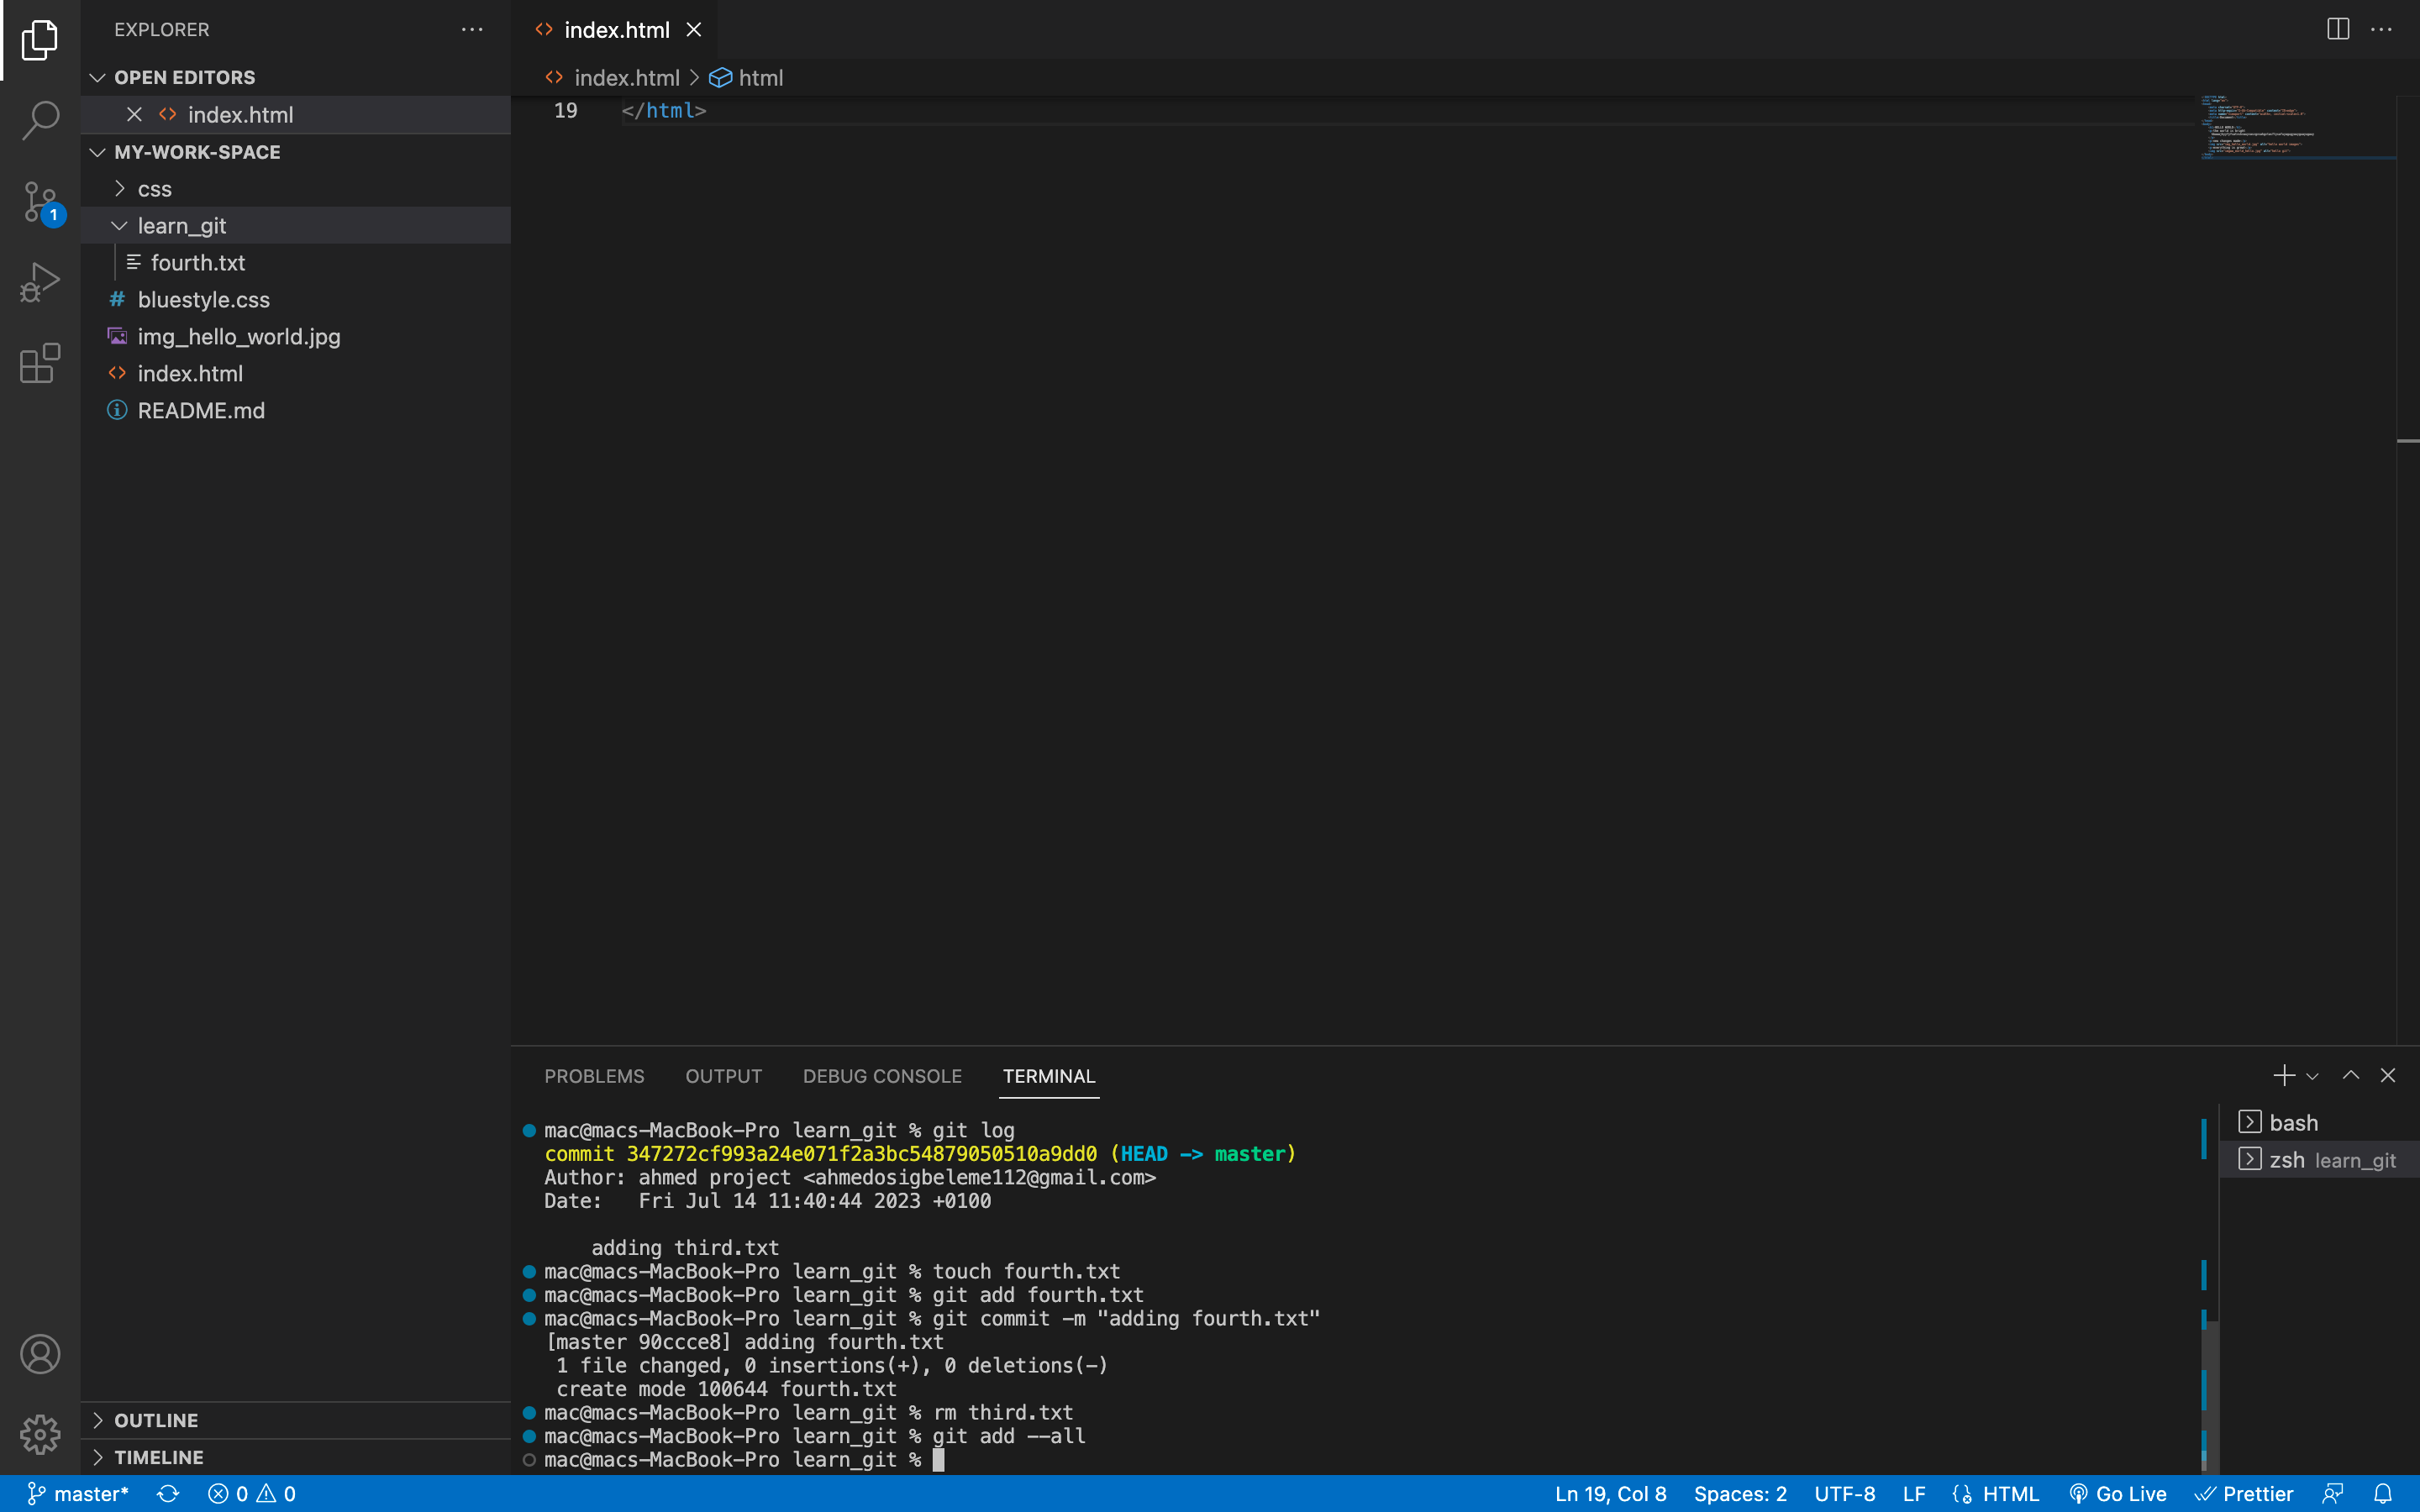 EXPLORER
OPEN EDITORS
index.html
MY-WORK-SPACE
css
learn_git
fourth.txt
bluestyle.css
img_hello_world.jpg
index.html
README.md
OUTLINE
TIMELINE
1
index.html
index.html > html
19 </html>
PROBLEMS OUTPUT DEBUG CONSOLE TERMINAL
mac@macs-MacBook-Pro learn_git % git log
commit 347272cf993a24e071f2a3bc54879050510a9dd0 (HEAD -> master)
Author: ahmed project <ahmedosigbeleme112@gmail.com>
Date:   Fri Jul 14 11:40:44 2023 +0100
adding third.txt
mac@macs-MacBook-Pro learn_git % touch fourth.txt
mac@macs-MacBook-Pro learn_git % git add fourth.txt
mac@macs-MacBook-Pro learn_git % git commit -m "adding fourth.txt"
[master 90ccce8] adding fourth.txt
1 file changed, 0 insertions(+), 0 deletions(-)
create mode 100644 fourth.txt
mac@macs-MacBook-Pro learn_git % rm third.txt
mac@macs-MacBook-Pro learn_git % git add --all
mac@macs-MacBook-Pro learn_git %
bash
zsh learn_git
master* 0 0 Ln 19, Col 8 Spaces: 2 UTF-8 LF HTML Go Live Prettier